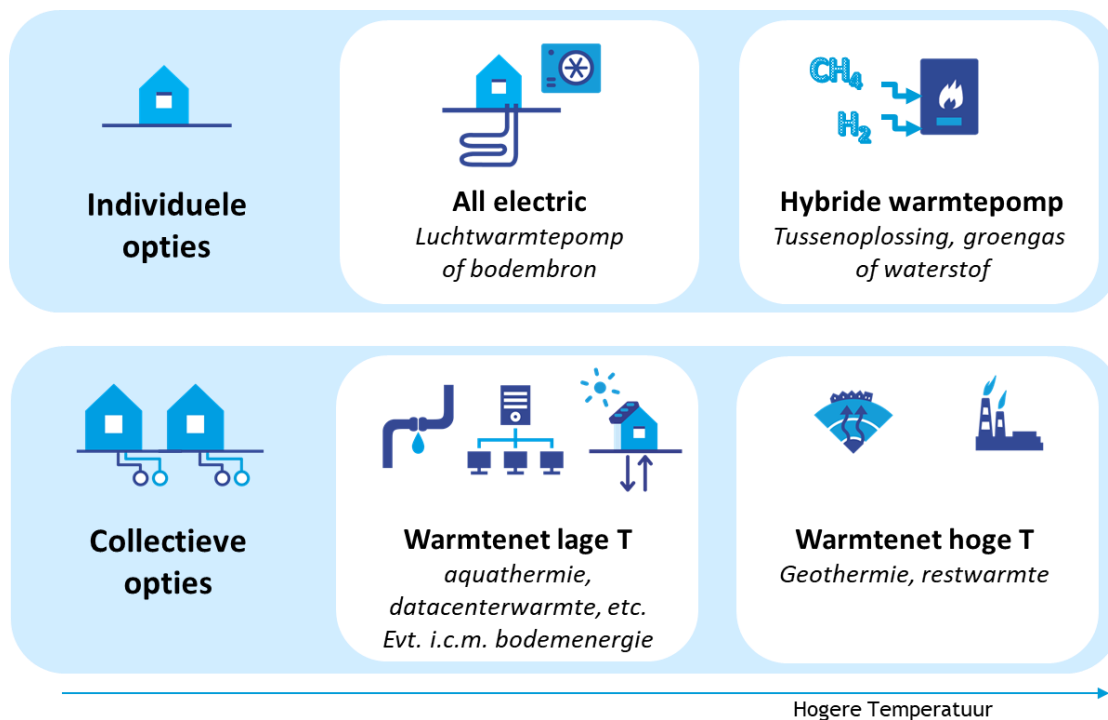 Individuele
opties
All electric
Luchtwarmtepomp
of bodembron
CH₄
H₂
Hybride warmtepomp
Tussenoplossing, groengas
of waterstof
Collectieve
opties
Warmtenet lage T
aquathermie,
datacenterwarmte, etc.
Evt. i.c.m. bodemenergie
Warmtenet hoge T
Geothermie, restwarmte
Hogere Temperatuur